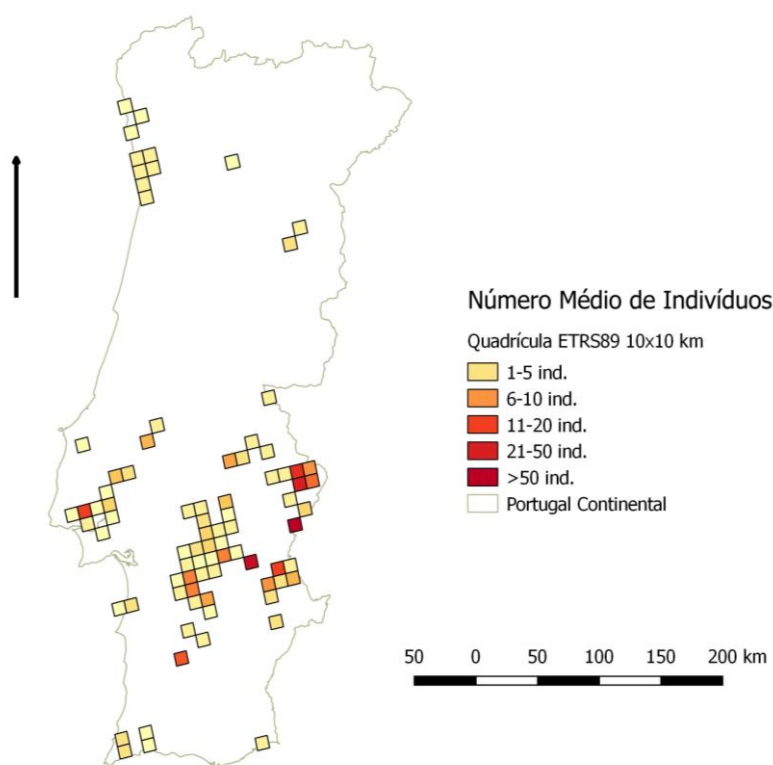 Número Médio de Indivíduos
Quadrícula ETRS89 10x10 km
1-5 ind.
6-10 ind.
11-20 ind.
21-50 ind.
>50 ind.
Portugal Continental
50 0 50 100 150 200 km